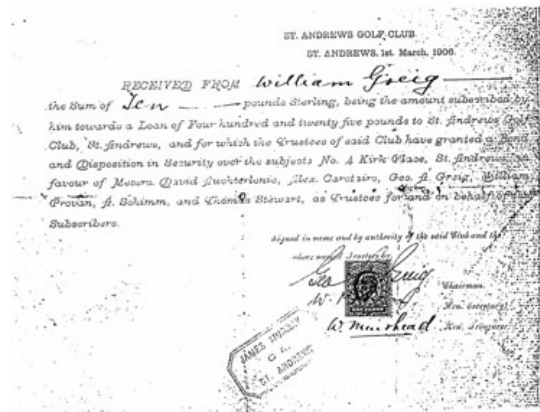 ST. ANDREWS GOLF CLUB.
ST. ANDREWS, 1st. March, 1906.
RECEIVED FROM William Greig
the Sum of Ten pounds Sterling, being the amount subscribed by
him towards a Loan of Four hundred and twenty five pounds to St. Andrews Golf
Club, St. Andrews, and for which the Trustees of said Club have granted a Bond
and Disposition in Security over the subjects No. 4 Kirk Place, St. Andrews, in
favour of Messrs David Auchterlonie, Alex. Geo. A. Greig, William
Provan, A. Schimm, and Thomas Stewart, as Trustees for and on behalf of the
Subscribers.
Signed in name and by authority of the said Club and the
Trustees by
Geo Greig
Chairman.
W.
Hon. Secretary
W. Muirhead
Hon. Treasurer
JAMES
ST. ANDREWS